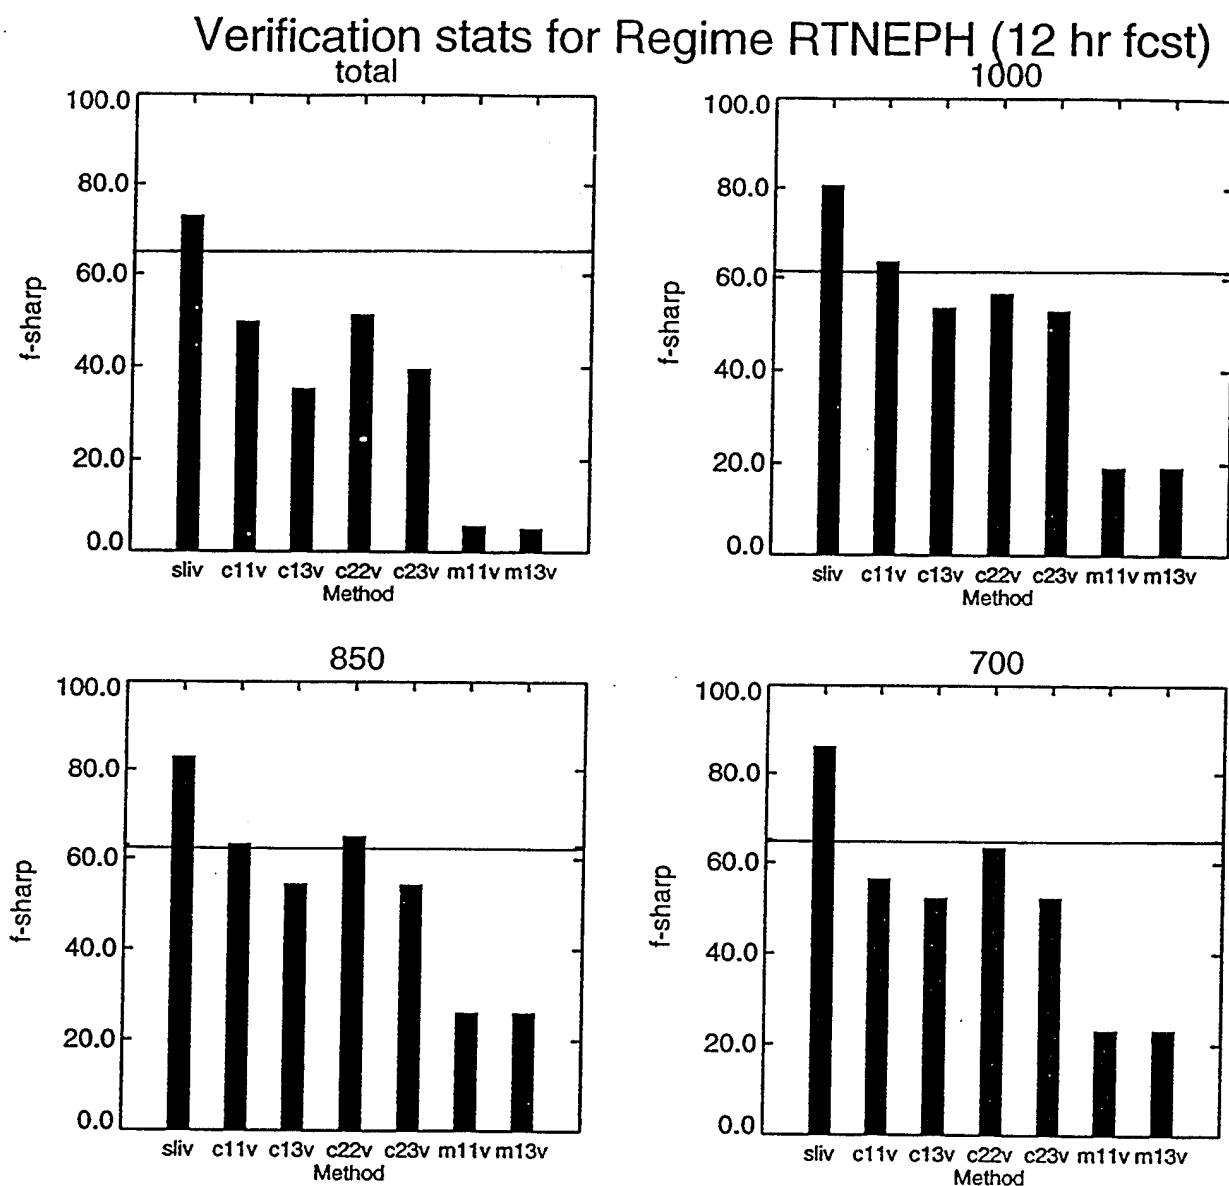 Verification stats for Regime RTNEPH (12 hr fcst)
total
100.0
80.0
60.0
40.0
20.0
0.0
f-sharp
sliv c11v c13v c22v c23v m11v m13v
Method
1000
100.0
80.0
60.0
40.0
20.0
0.0
f-sharp
sliv c11v c13v c22v c23v m11v m13v
Method
850
100.0
80.0
60.0
40.0
20.0
0.0
f-sharp
sliv c11v c13v c22v c23v m11v m13v
Method
700
100.0
80.0
60.0
40.0
20.0
0.0
f-sharp
sliv c11v c13v c22v c23v m11v m13v
Method